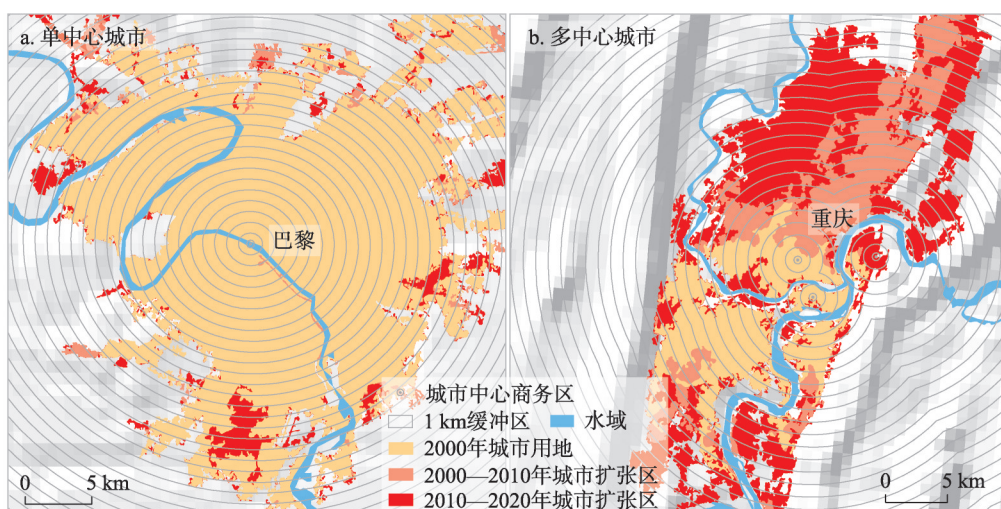 a. 单中心城市
巴黎
b. 多中心城市
重庆
城市中心商务区
1 km缓冲区
水域
2000年城市用地
2000—2010年城市扩张区
2010—2020年城市扩张区
0 5 km
0 5 km